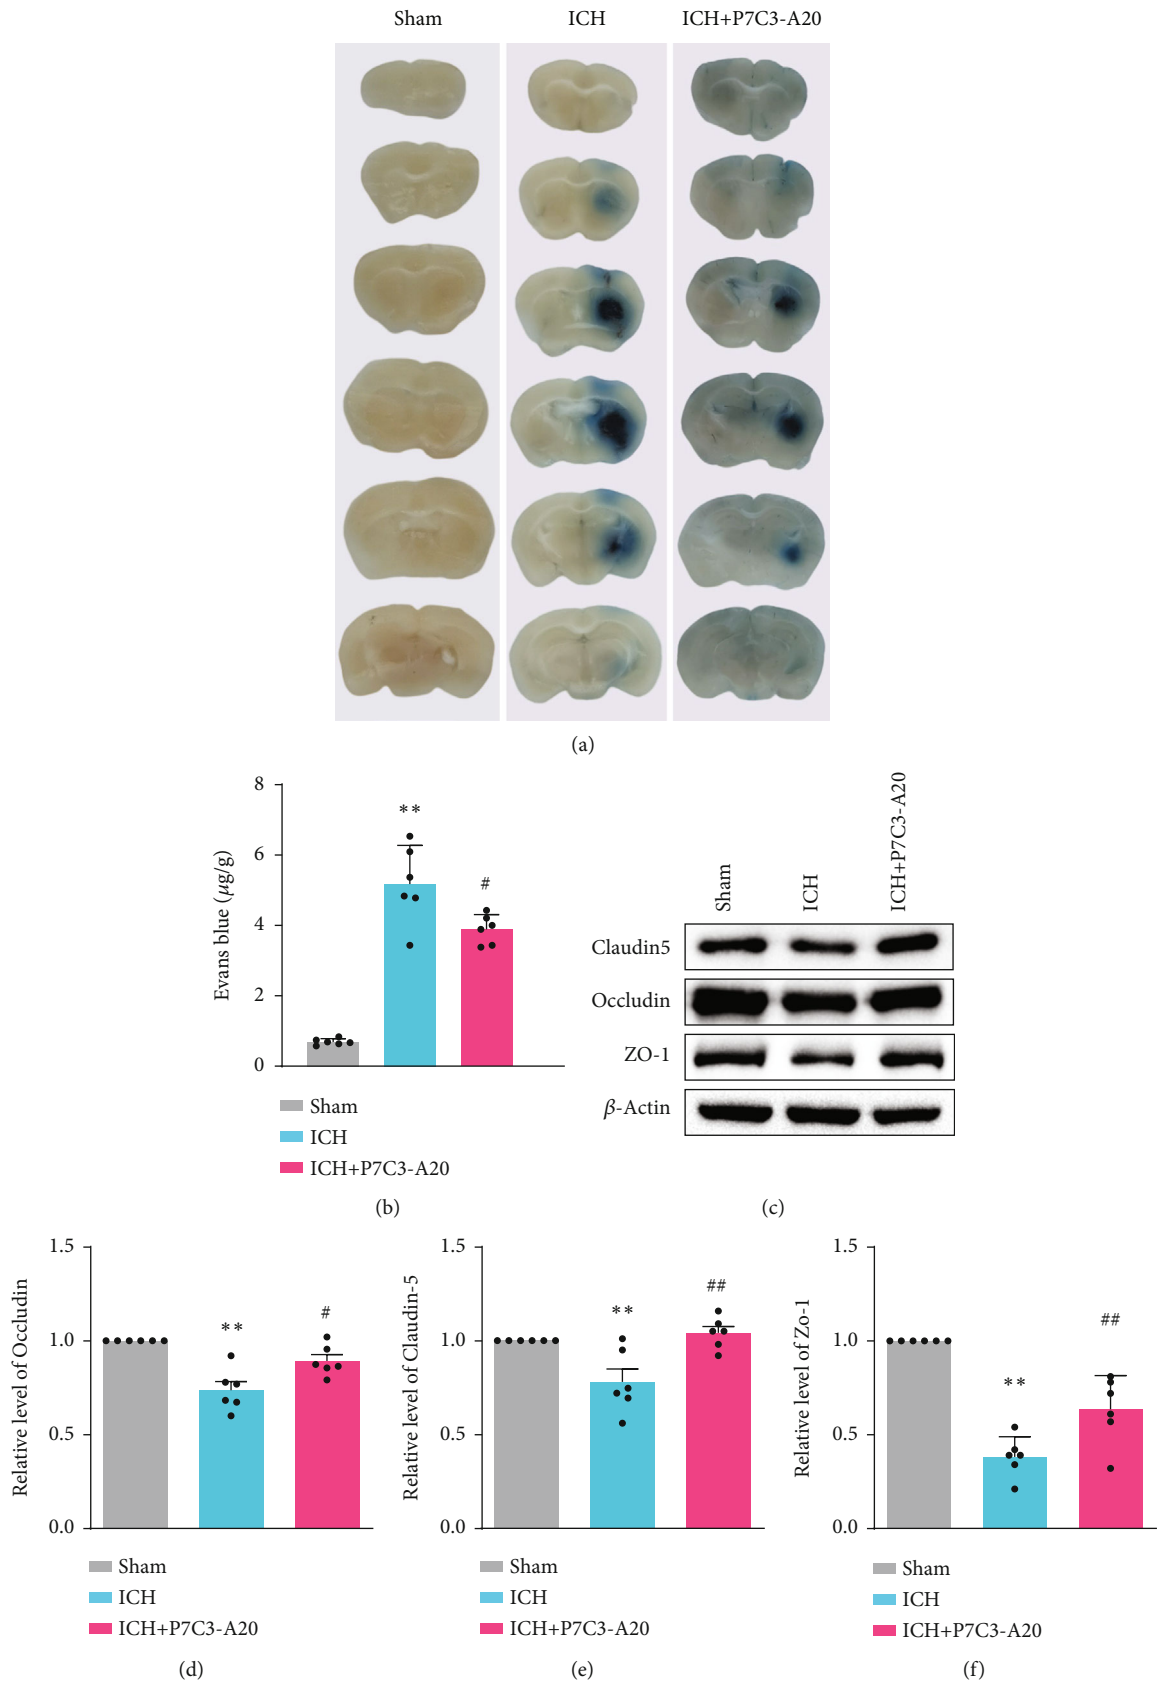 Sham ICH ICH+P7C3-A20
(a)
8
6
4
2
0
Evans blue (μg/g)
**
#
Sham
ICH
ICH+P7C3-A20
(b)
Sham
ICH
ICH+P7C3-A20
Claudin5
Occludin
ZO-1
β-Actin
(c)
1.5
1.0
0.5
0.0
Relative level of Occludin
**
#
Sham
ICH
ICH+P7C3-A20
(d)
1.5
1.0
0.5
0.0
Relative level of Claudin-5
**
##
Sham
ICH
ICH+P7C3-A20
(e)
1.5
1.0
0.5
0.0
Relative level of Zo-1
**
##
Sham
ICH
ICH+P7C3-A20
(f)